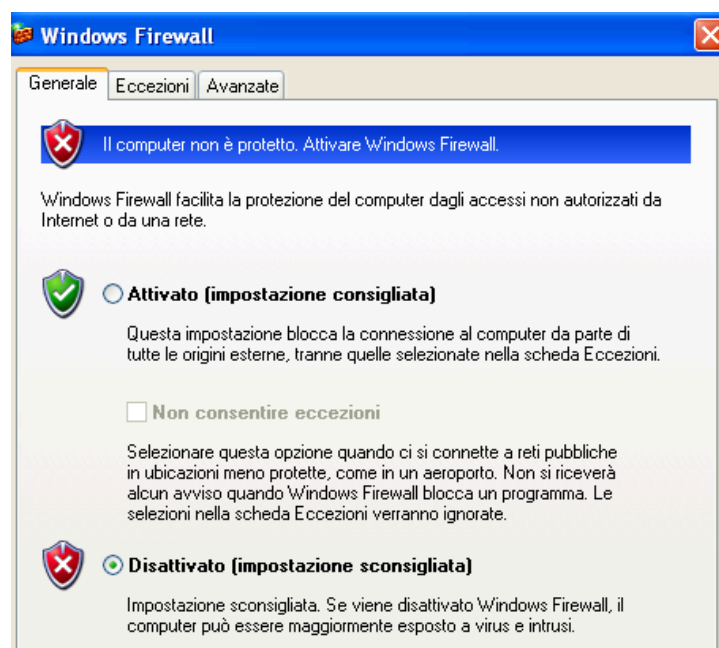 Windows Firewall
Generale Eccezioni Avanzate
Il computer non è protetto. Attivare Windows Firewall.
Windows Firewall facilita la protezione del computer dagli accessi non autorizzati da
Internet o da una rete.
Attivato (impostazione consigliata)
Questa impostazione blocca la connessione al computer da parte di
tutte le origini esterne, tranne quelle selezionate nella scheda Eccezioni.
Non consentire eccezioni
Selezionare questa opzione quando ci si connette a reti pubbliche
in ubicazioni meno protette, come in un aeroporto. Non si riceverà
alcun avviso quando Windows Firewall blocca un programma. Le
selezioni nella scheda Eccezioni verranno ignorate.
Disattivato (impostazione sconsigliata)
Impostazione sconsigliata. Se viene disattivato Windows Firewall, il
computer può essere maggiormente esposto a virus e intrusi.